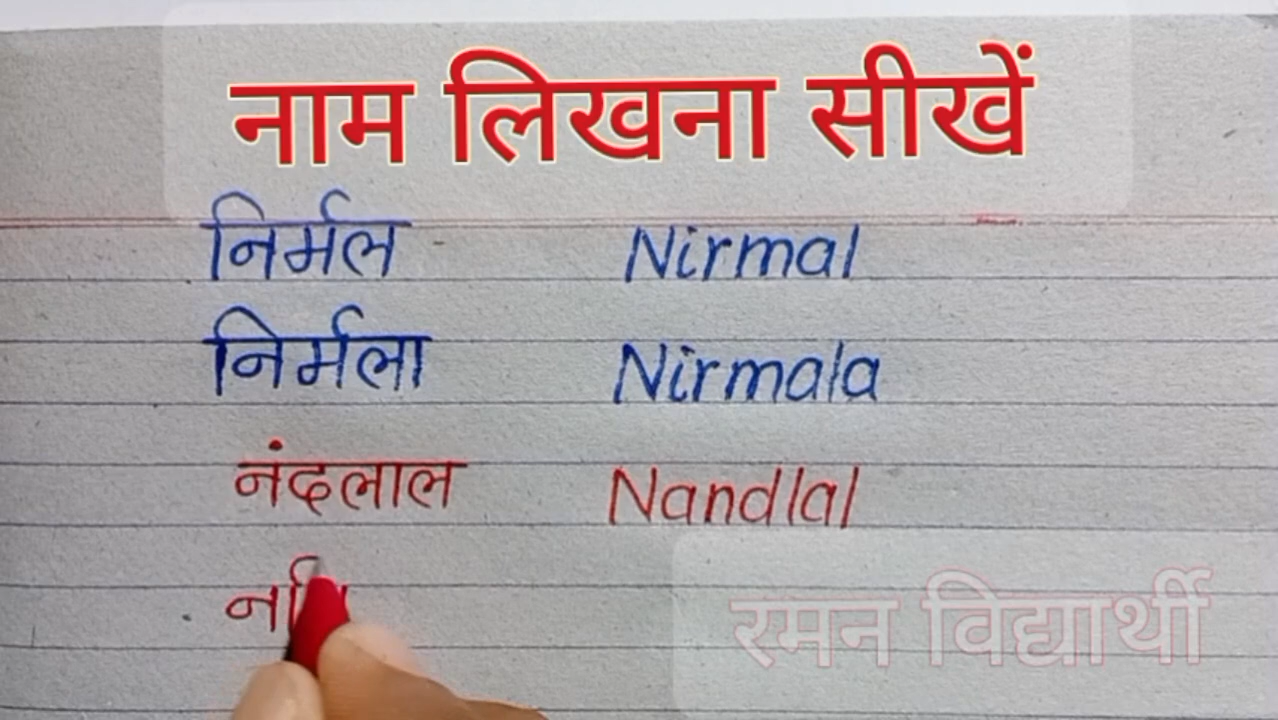 नाम लिखना सीखें
निर्मल Nirmal
निर्मला Nirmala
नंदलाल Nandlal
रमन विद्यार्थी